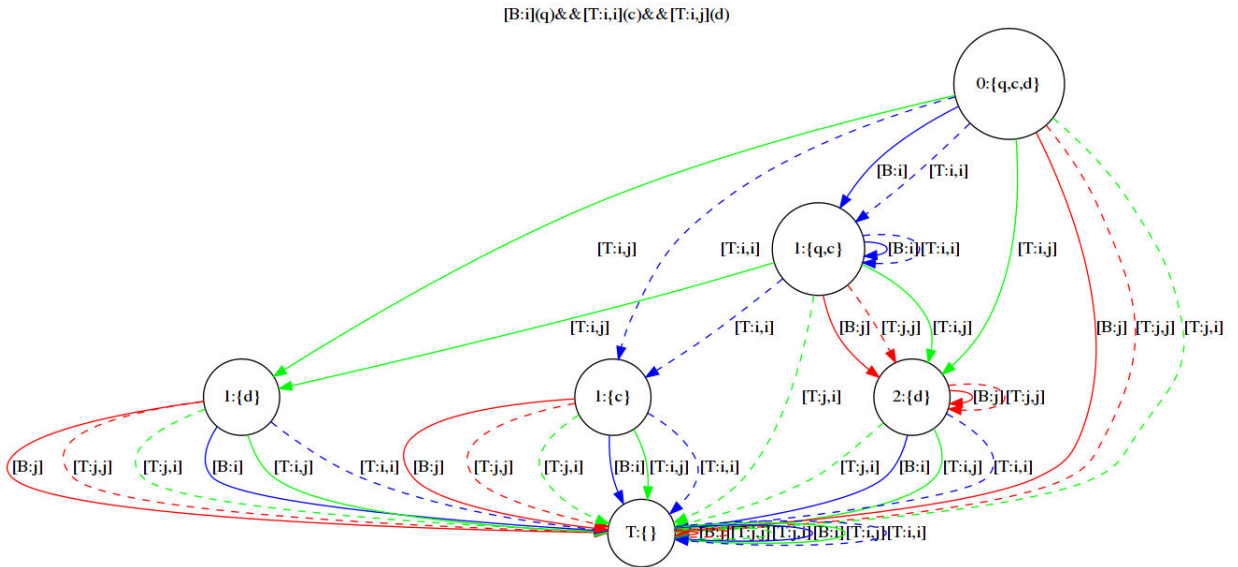 [B:i](q)&&[T:i,i](c)&&[T:i,j](d)
0:{q,c,d}
[B:i] [T:i,i]
[T:i,j] [T:i,i] 1:{q,c} [B:i] [T:i,i] [T:i,j]
[T:i,j] [T:i,i] [B:j] [T:j,j] [T:i,j] [B:j] [T:j,j] [T:j,i]
1:{d} 1:{c} [T:j,i] 2:{d} [B:j] [T:j,j]
[B:j] [T:j,j] [T:j,i] [B:i] [T:i,j] [T:i,i] [B:j] [T:j,j] [T:j,i] [B:i] [T:i,j] [T:i,i] [T:j,i] [B:i] [T:i,j] [T:i,i]
T:{} [B:j] [T:j,j] [T:j,i] [B:i] [T:i,j] [T:i,i]